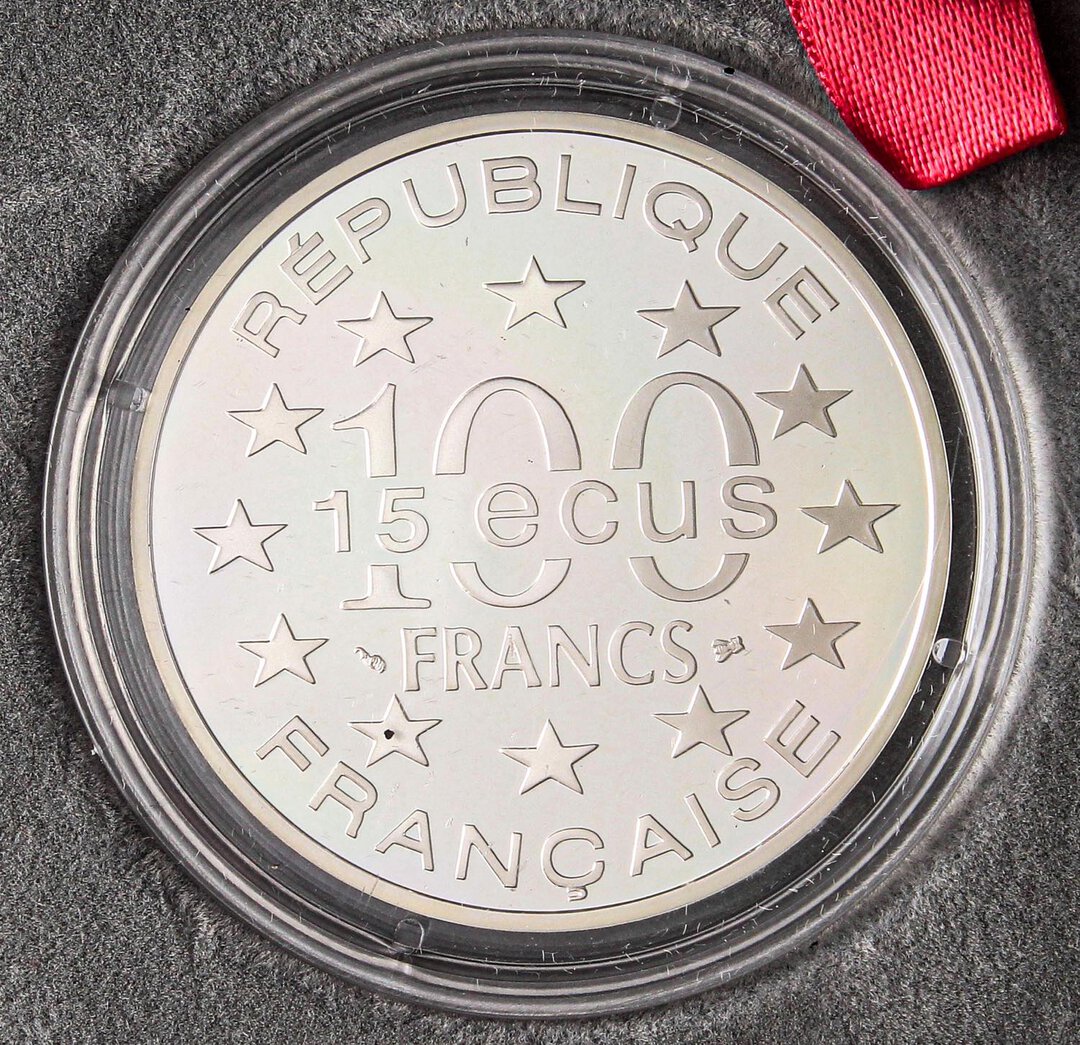 RÉPUBLIQUE
100
15 ecus
FRANCS
FRANÇAISE